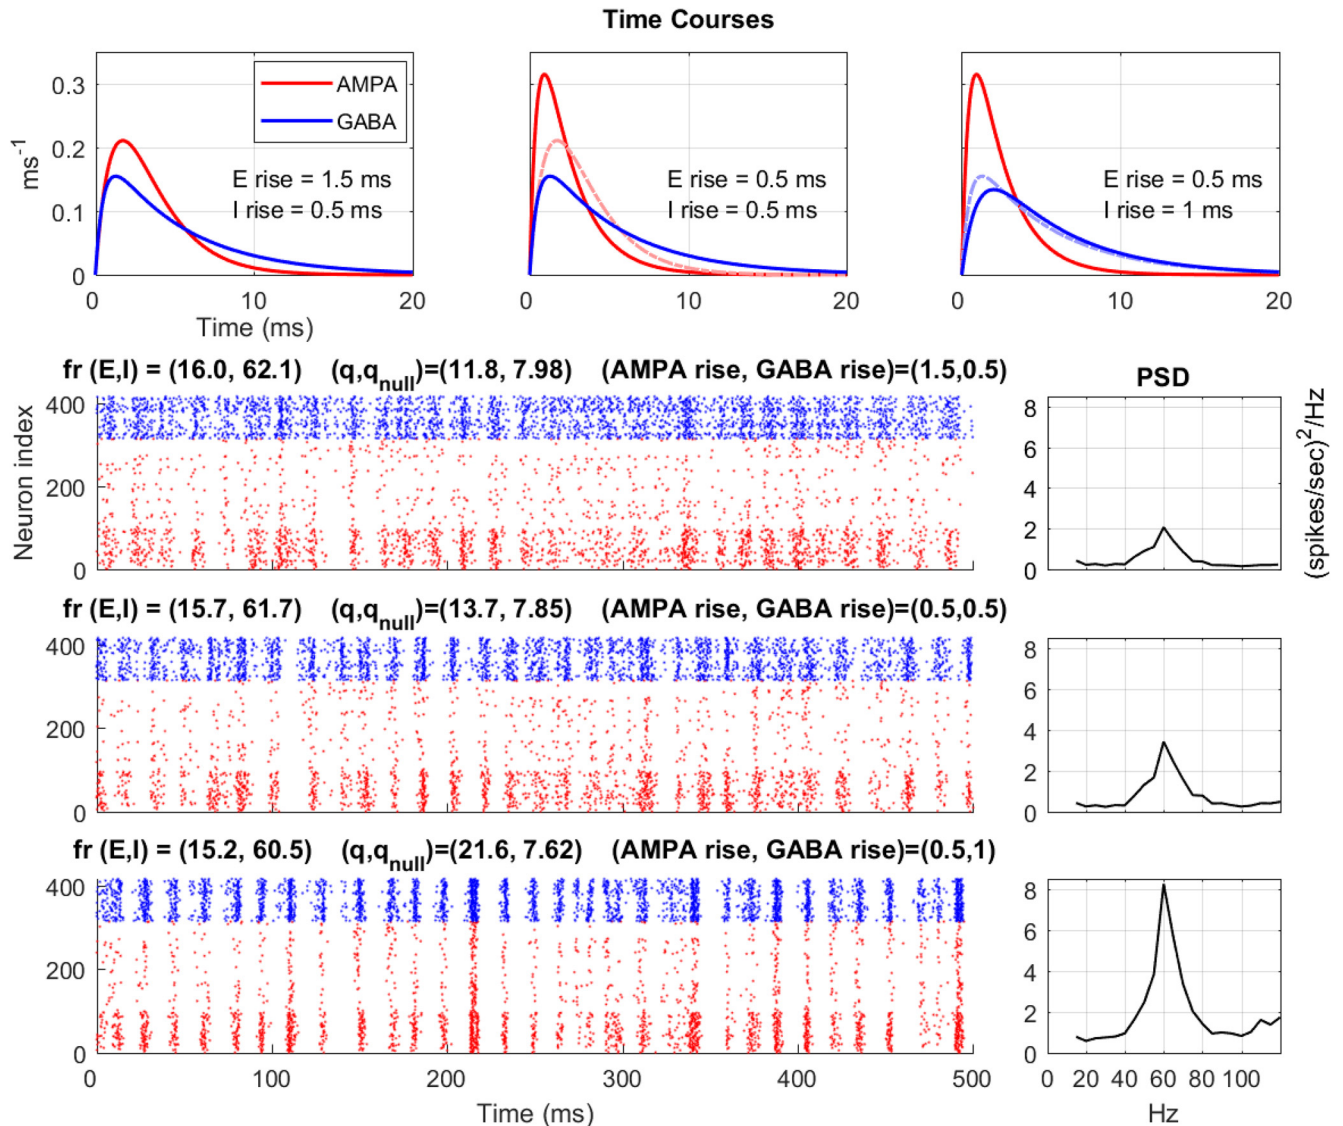 Time Courses
0.3
0.2
0.1
0
ms⁻¹
AMPA
GABA
E rise = 1.5 ms
I rise = 0.5 ms
E rise = 0.5 ms
I rise = 0.5 ms
E rise = 0.5 ms
I rise = 1 ms
0 10 20
0 10 20
0 10 20
Time (ms)
fr (E,I) = (16.0, 62.1) (q,q_null)=(11.8, 7.98) (AMPA rise, GABA rise)=(1.5,0.5)
PSD
400
200
0
Neuron index
8
6
4
2
0
(spikes/sec)²/Hz
fr (E,I) = (15.7, 61.7) (q,q_null)=(13.7, 7.85) (AMPA rise, GABA rise)=(0.5,0.5)
400
200
0
8
6
4
2
0
fr (E,I) = (15.2, 60.5) (q,q_null)=(21.6, 7.62) (AMPA rise, GABA rise)=(0.5,1)
400
200
0
8
6
4
2
0
0 100 200 300 400 500
0 20 40 60 80 100
Time (ms)
Hz